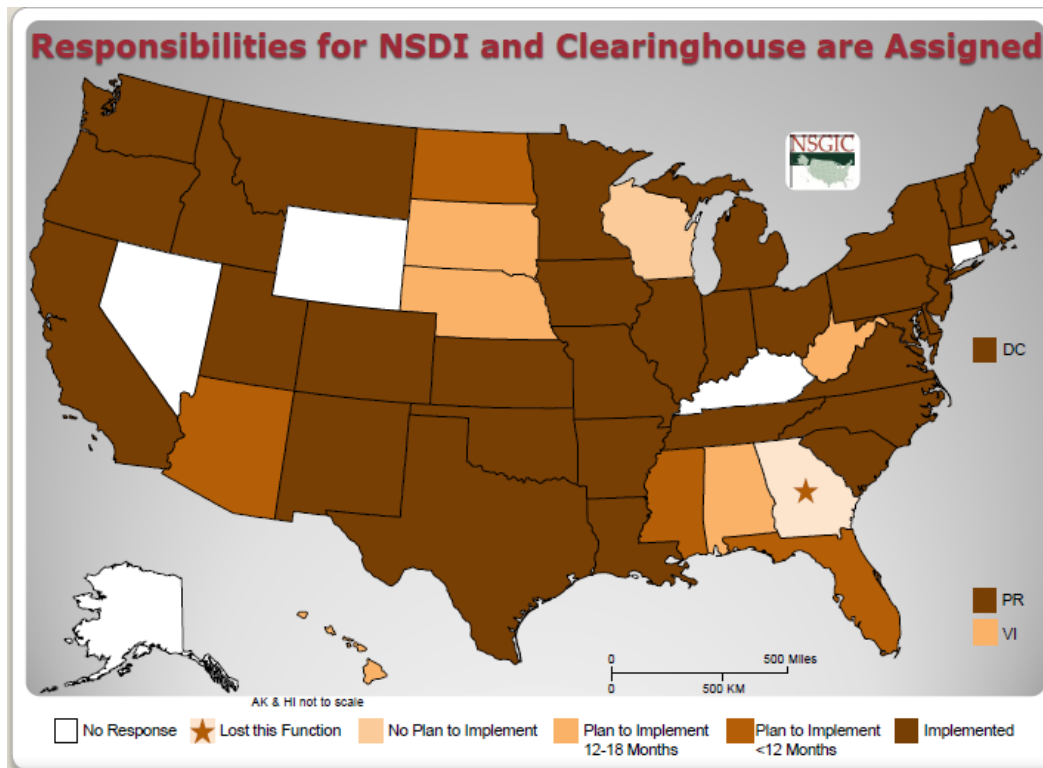 Responsibilities for NSDI and Clearinghouse are Assigned
NSGIC
DC
PR
VI
0 500 Miles
0 500 KM
AK & HI not to scale
No Response
Lost this Function
No Plan to Implement
Plan to Implement
12-18 Months
Plan to Implement
<12 Months
Implemented